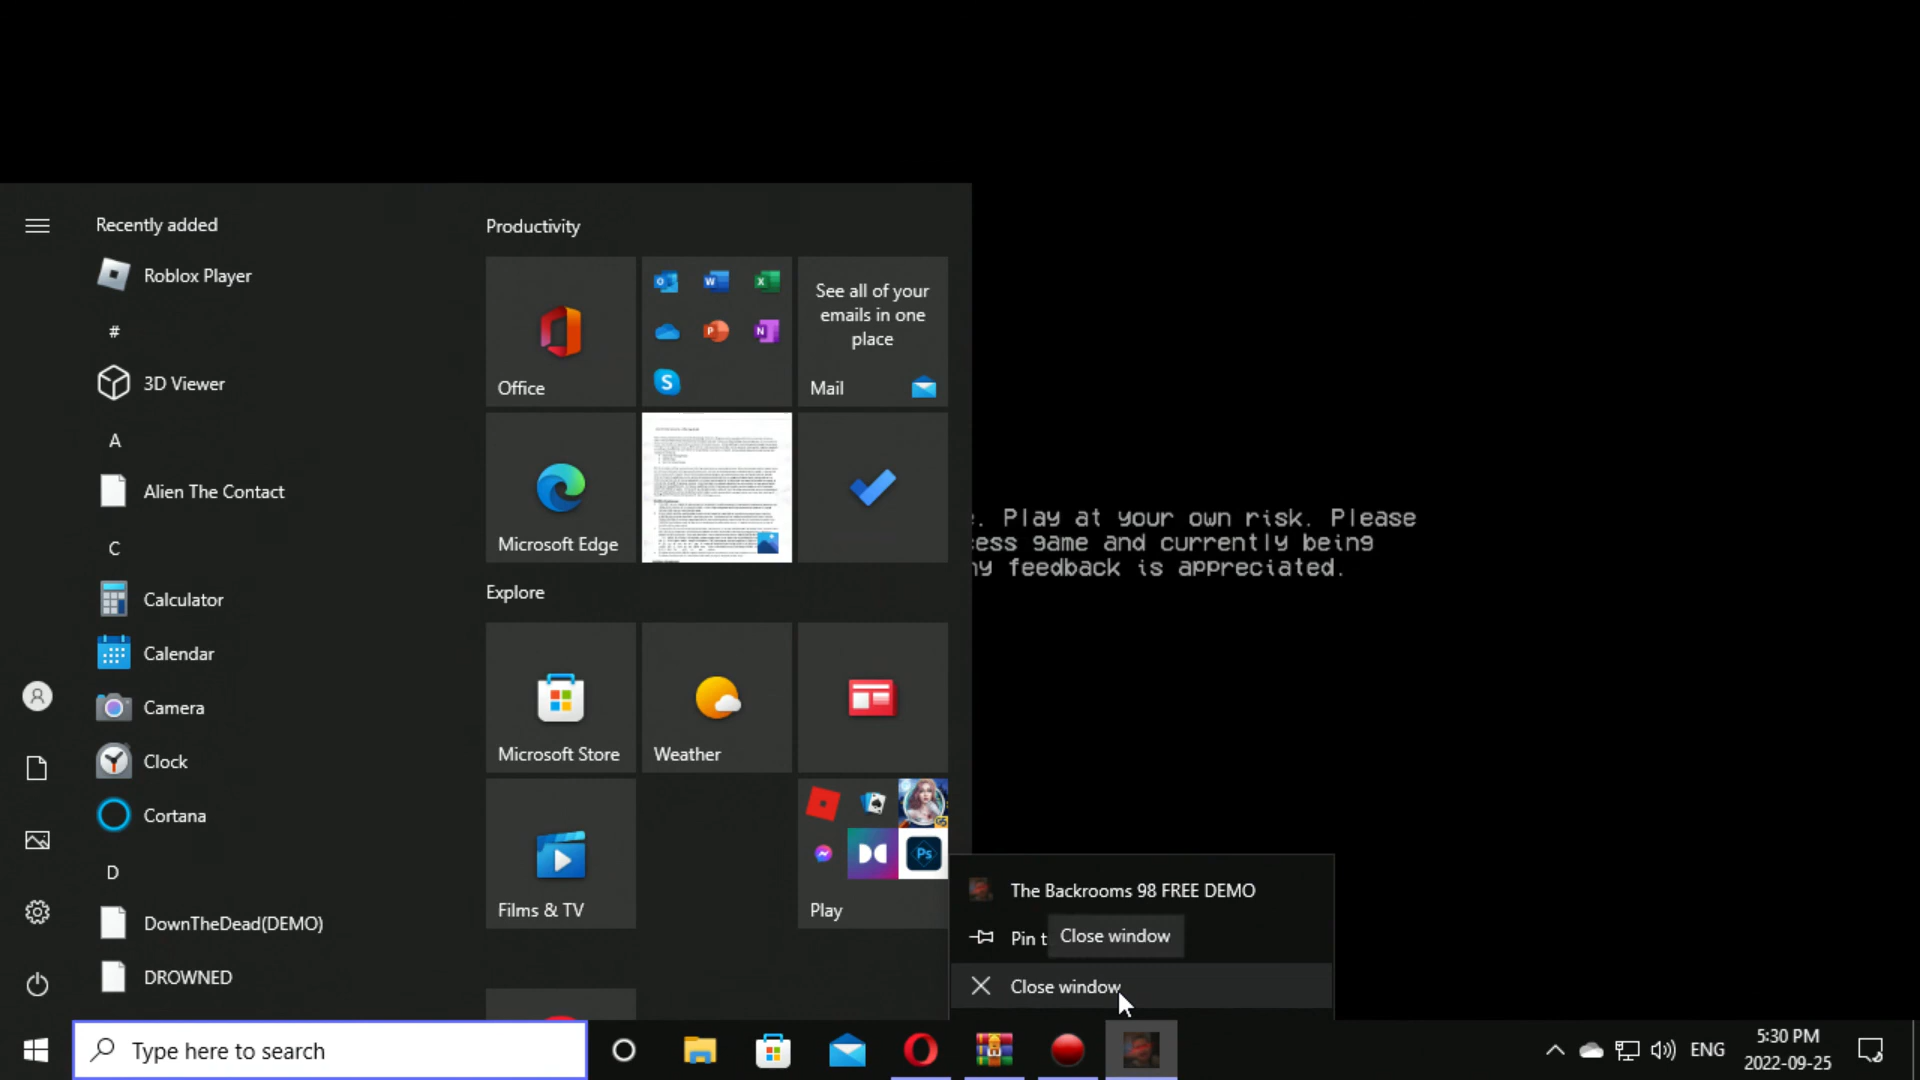 Recently added
Roblox Player
#
3D Viewer
A
Alien The Contact
C
Calculator
Calendar
Camera
Clock
Cortana
D
DownTheDead(DEMO)
DROWNED
Productivity
Office
See all of your
emails in one
place
Mail
Microsoft Edge
Explore
Microsoft Store
Weather
Films & TV
Ps
Play
. Play at your own risk. Please
ess game and currently being
ny feedback is appreciated.
The Backrooms 98 FREE DEMO
Pin t
Close window
Close window
Type here to search
ENG
5:30 PM
2022-09-25